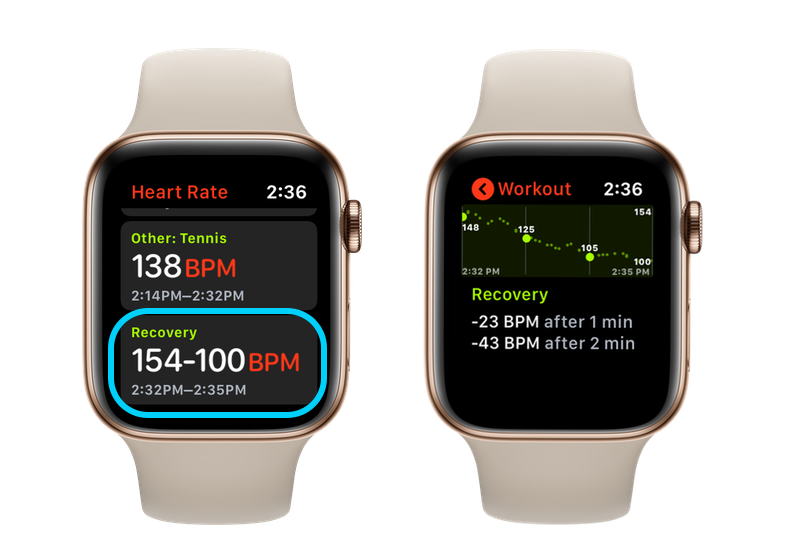 Heart Rate 2:36
Other: Tennis
138 BPM
2:14PM–2:32PM
Recovery
154-100 BPM
2:32PM–2:35PM
Workout 2:36
154
148
125
105
100
2:32 PM 2:35 PM
Recovery
-23 BPM after 1 min
-43 BPM after 2 min